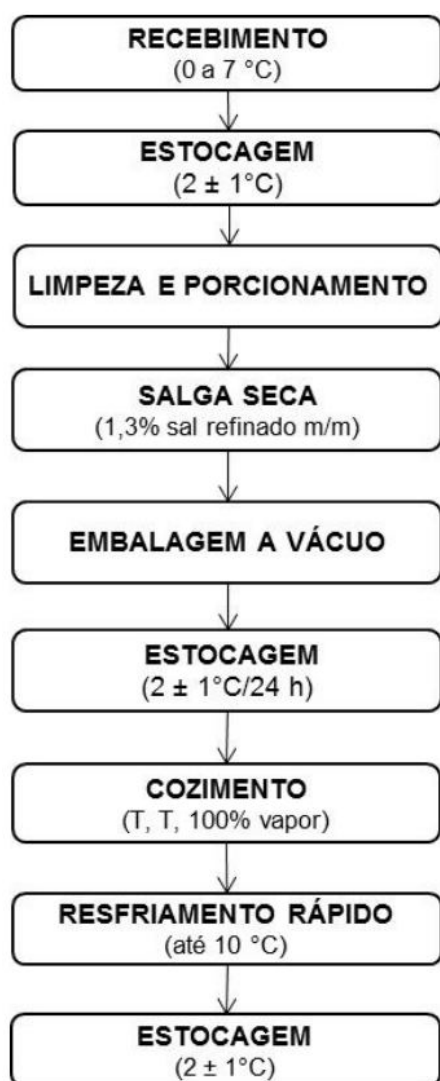 RECEBIMENTO
(0 a 7 °C)
ESTOCAGEM
(2 ± 1°C)
LIMPEZA E PORCIONAMENTO
SALGA SECA
(1,3% sal refinado m/m)
EMBALAGEM A VÁCUO
ESTOCAGEM
(2 ± 1°C/24 h)
COZIMENTO
(T, T, 100% vapor)
RESFRIAMENTO RÁPIDO
(até 10 °C)
ESTOCAGEM
(2 ± 1°C)